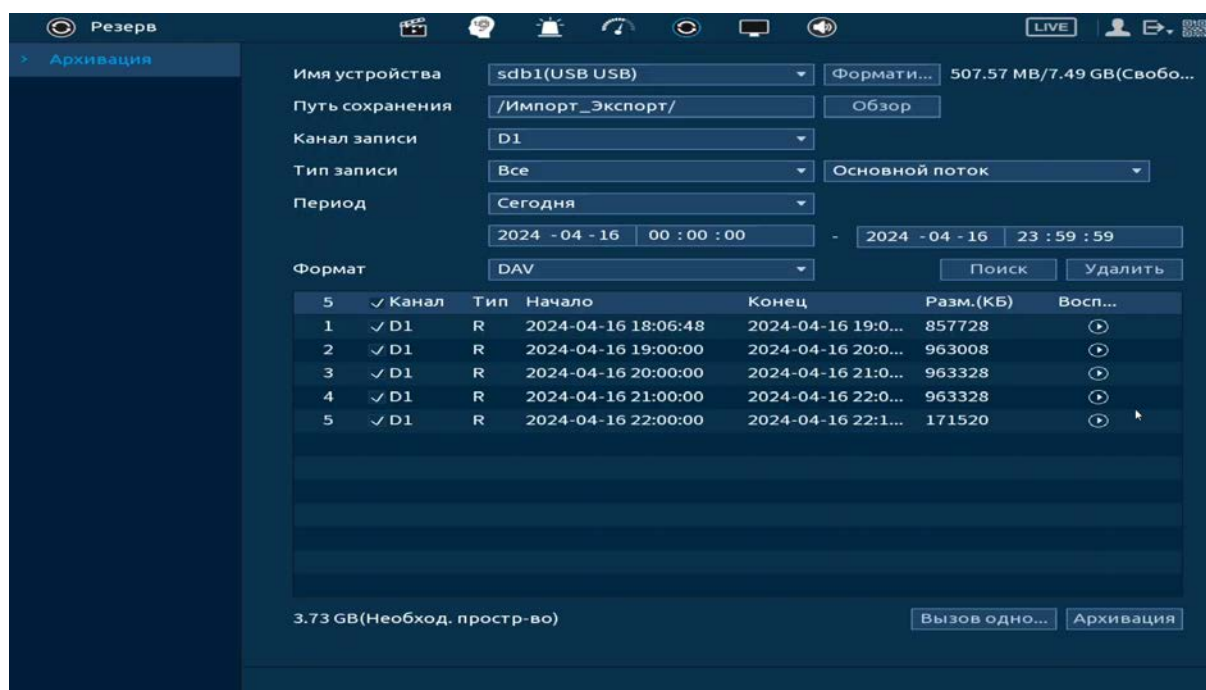 Резерв LIVE
> Архивация
Имя устройства sdb1(USB USB) Формати... 507.57 MB/7.49 GB(Свобо...
Путь сохранения /Импорт_Экспорт/ Обзор
Канал записи D1
Тип записи Все Основной поток
Период Сегодня
2024 - 04 - 16 00 : 00 : 00 - 2024 - 04 - 16 23 : 59 : 59
Формат DAV Поиск Удалить
5 Канал Тип Начало Конец Разм.(КБ) Восп...
1 D1 R 2024-04-16 18:06:48 2024-04-16 19:0... 857728
2 D1 R 2024-04-16 19:00:00 2024-04-16 20:0... 963008
3 D1 R 2024-04-16 20:00:00 2024-04-16 21:0... 963328
4 D1 R 2024-04-16 21:00:00 2024-04-16 22:0... 963328
5 D1 R 2024-04-16 22:00:00 2024-04-16 22:1... 171520
3.73 GB(Необход. простр-во) Вызов одно... Архивация